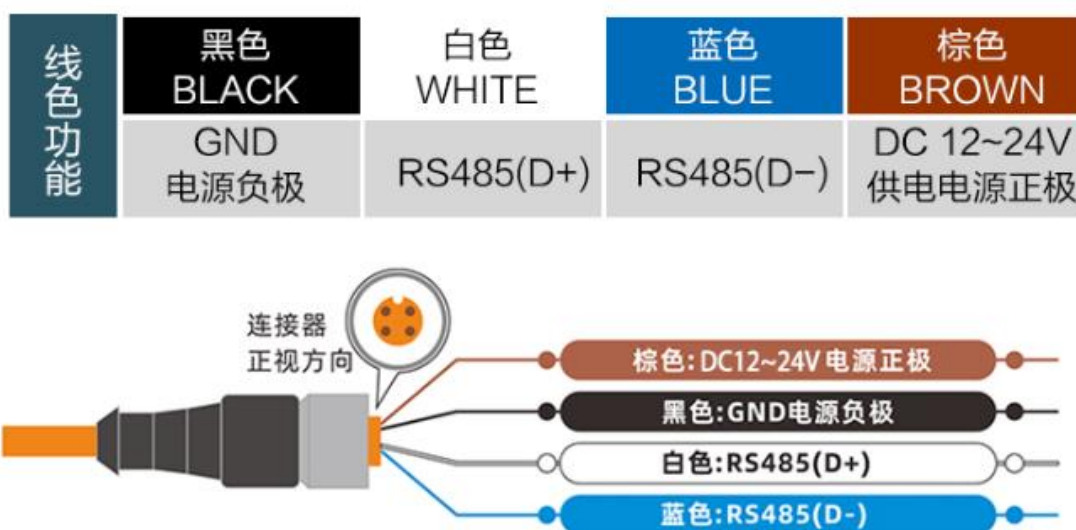 线色功能
黑色
BLACK
白色
WHITE
蓝色
BLUE
棕色
BROWN
GND
电源负极
RS485(D+)
RS485(D-)
DC 12~24V
供电电源正极
连接器
正视方向
棕色:DC12~24V电源正极
黑色:GND电源负极
白色:RS485(D+)
蓝色:RS485(D-)